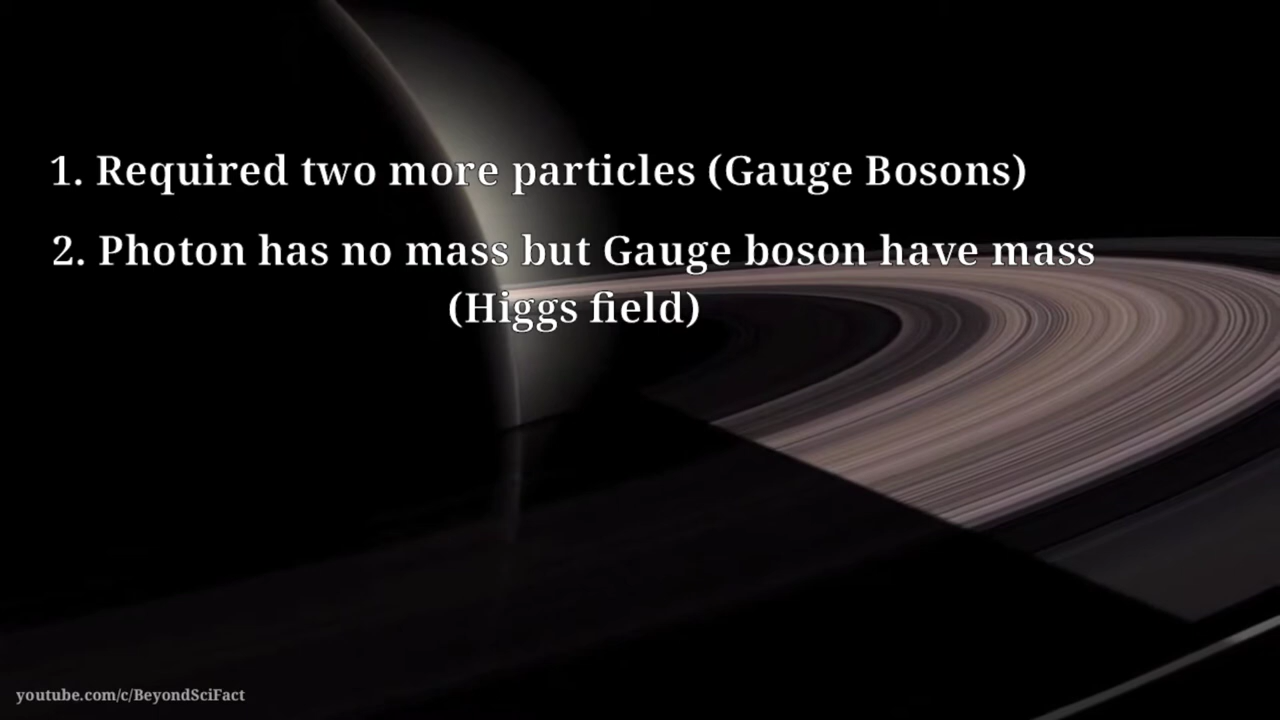 1. Required two more particles (Gauge Bosons)
2. Photon has no mass but Gauge boson have mass
(Higgs field)
youtube.com/c/BeyondSciFact